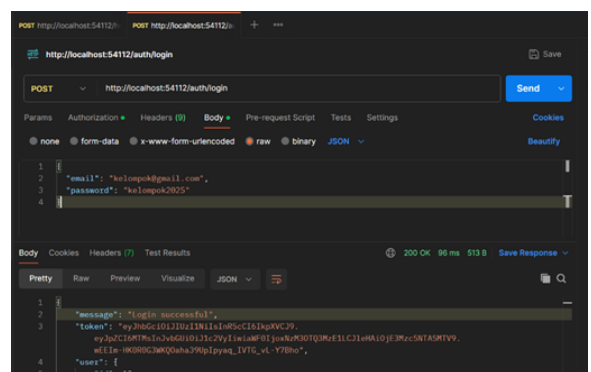 POST http://localhost:54112/ POST http://localhost:54112/a + •••
http://localhost:54112/auth/login Save
POST http://localhost:54112/auth/login Send
Params Authorization Headers (9) Body Pre-request Script Tests Settings Cookies
none form-data x-www-form-urlencoded raw binary JSON Beautify
1 {
2 "email": "kelompok@gmail.com",
3 "password": "kelompok2025"
4 }
Body Cookies Headers (7) Test Results 200 OK 96 ms 513 B Save Response
Pretty Raw Preview Visualize JSON
1 {
2 "message": "Login successful",
3 "token":
4 "user": {